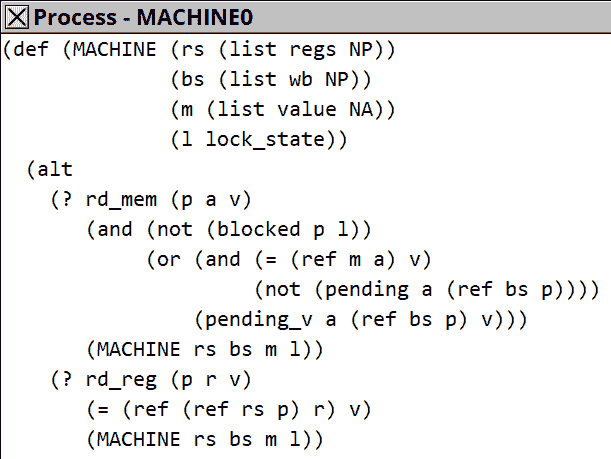 Process - MACHINE0
(def (MACHINE (rs (list regs NP))
              (bs (list wb NP))
              (m (list value NA))
              (l lock_state))
  (alt
    (? rd_mem (p a v)
       (and (not (blocked p l))
            (or (and (= (ref m a) v)
                     (not (pending a (ref bs p))))
                (pending_v a (ref bs p) v)))
       (MACHINE rs bs m l))
    (? rd_reg (p r v)
       (= (ref (ref rs p) r) v)
       (MACHINE rs bs m l))